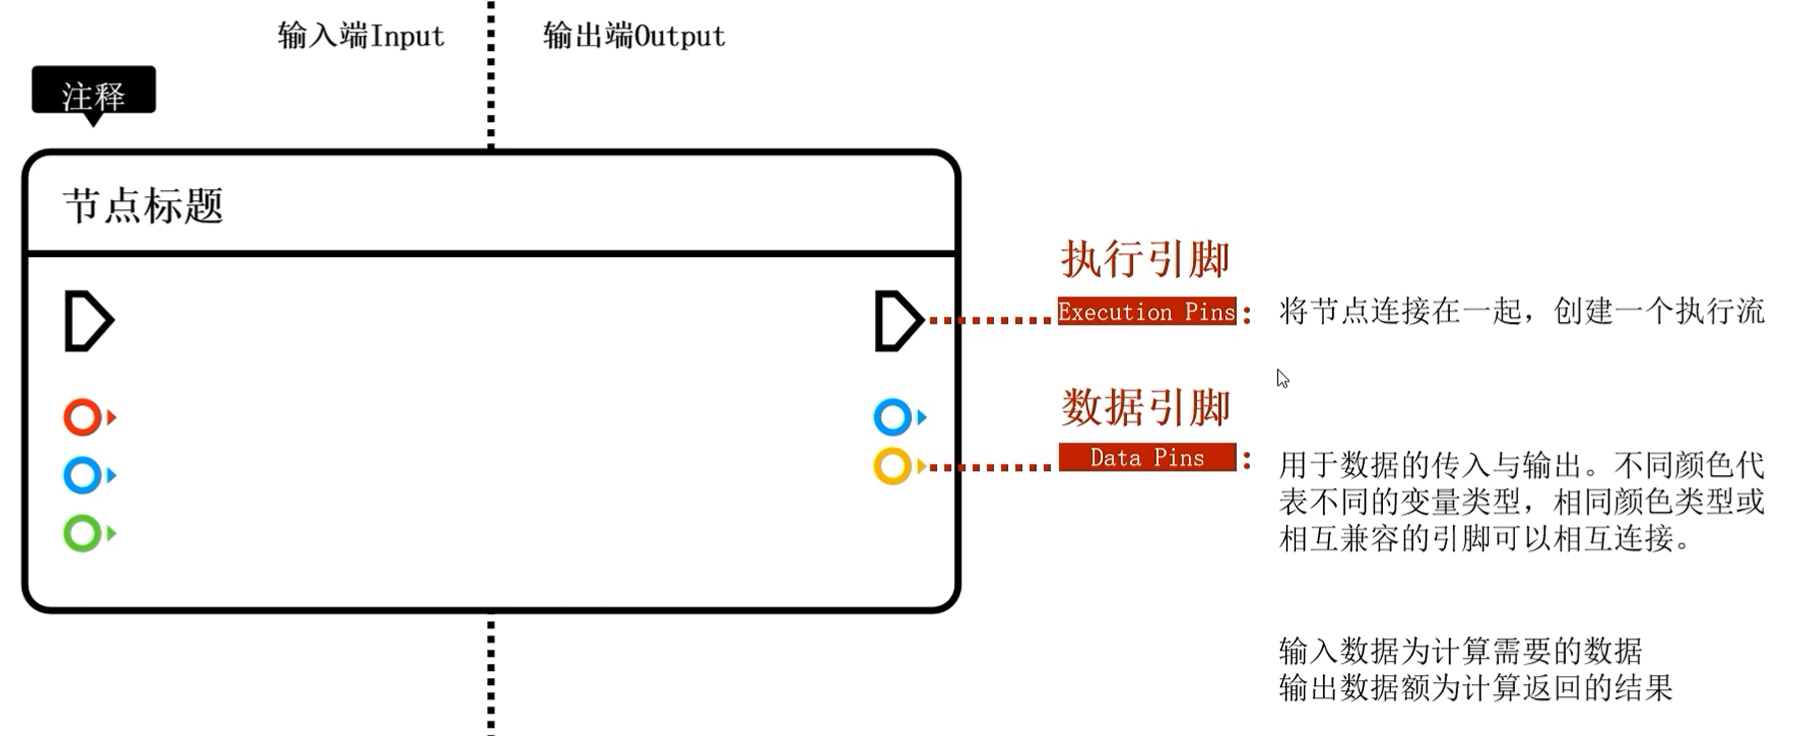 输入端Input
输出端Output
注释
节点标题
执行引脚
Execution Pins:
将节点连接在一起，创建一个执行流
数据引脚
Data Pins:
用于数据的传入与输出。不同颜色代
表不同的变量类型，相同颜色类型或
相互兼容的引脚可以相互连接。
输入数据为计算需要的数据
输出数据额为计算返回的结果